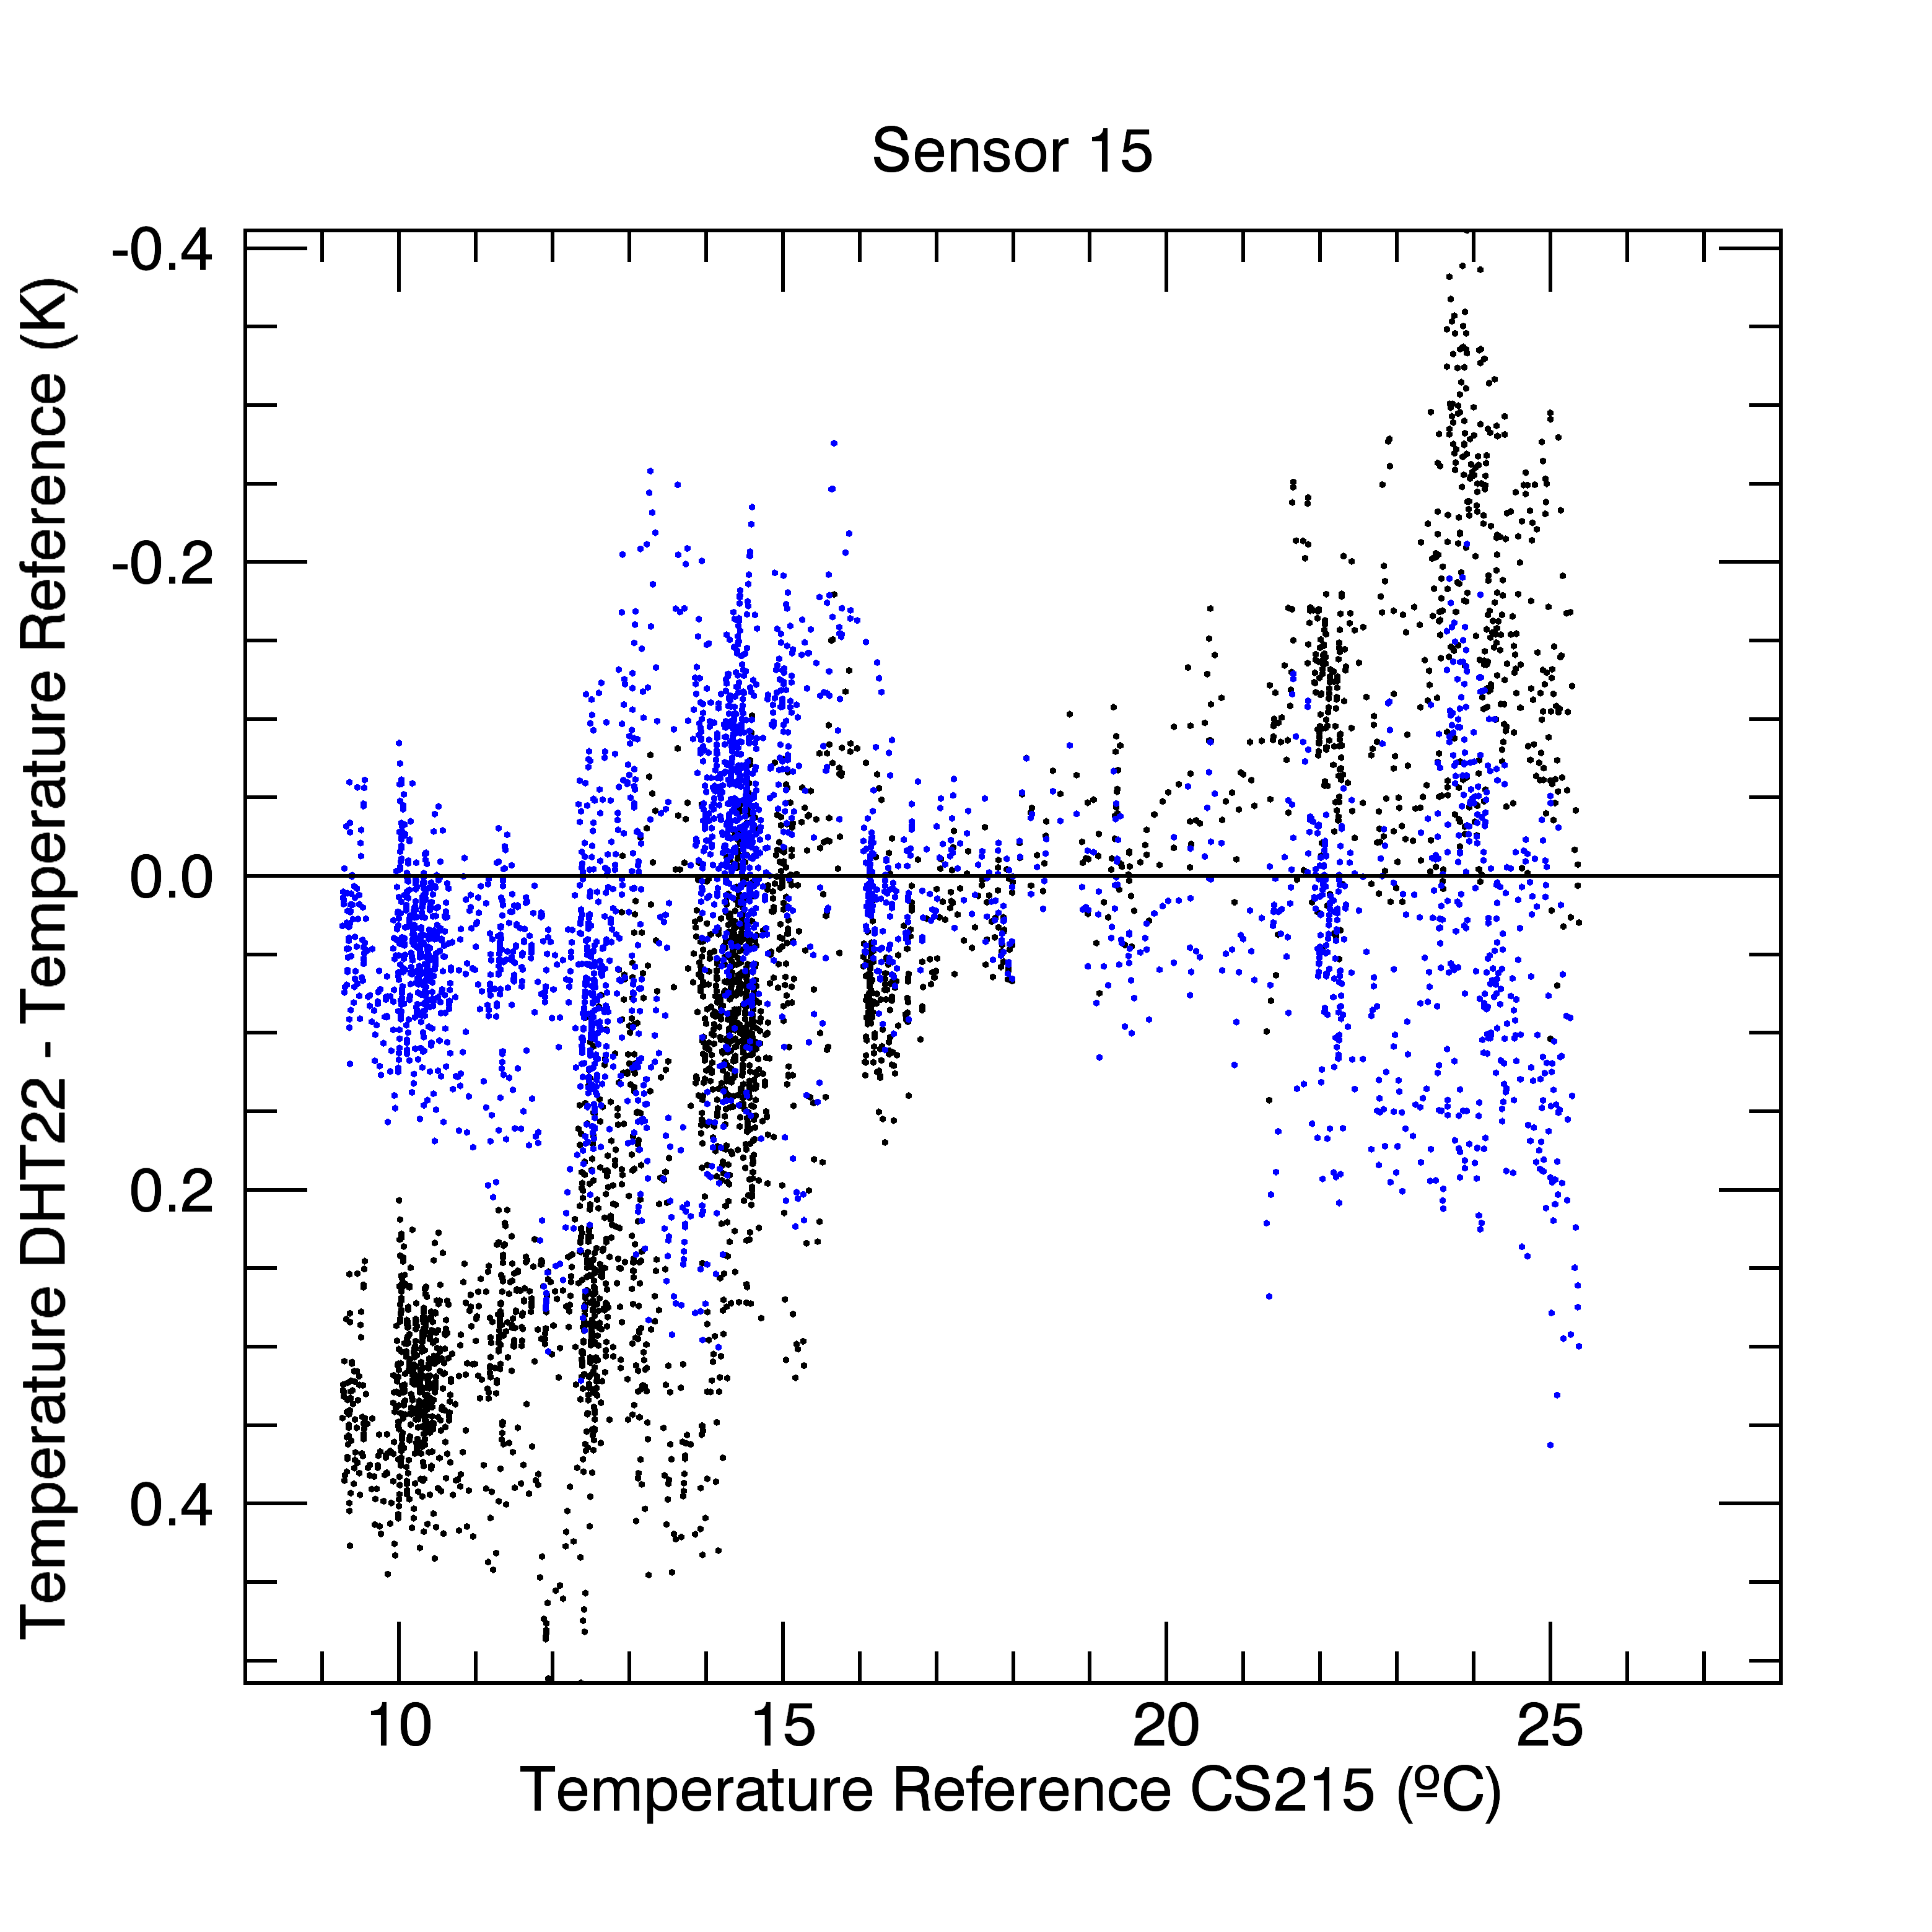 Sensor 15
Temperature DHT22 - Temperature Reference (K)
-0.4
-0.2
0.0
0.2
0.4
10 15 20 25
Temperature Reference CS215 (ºC)